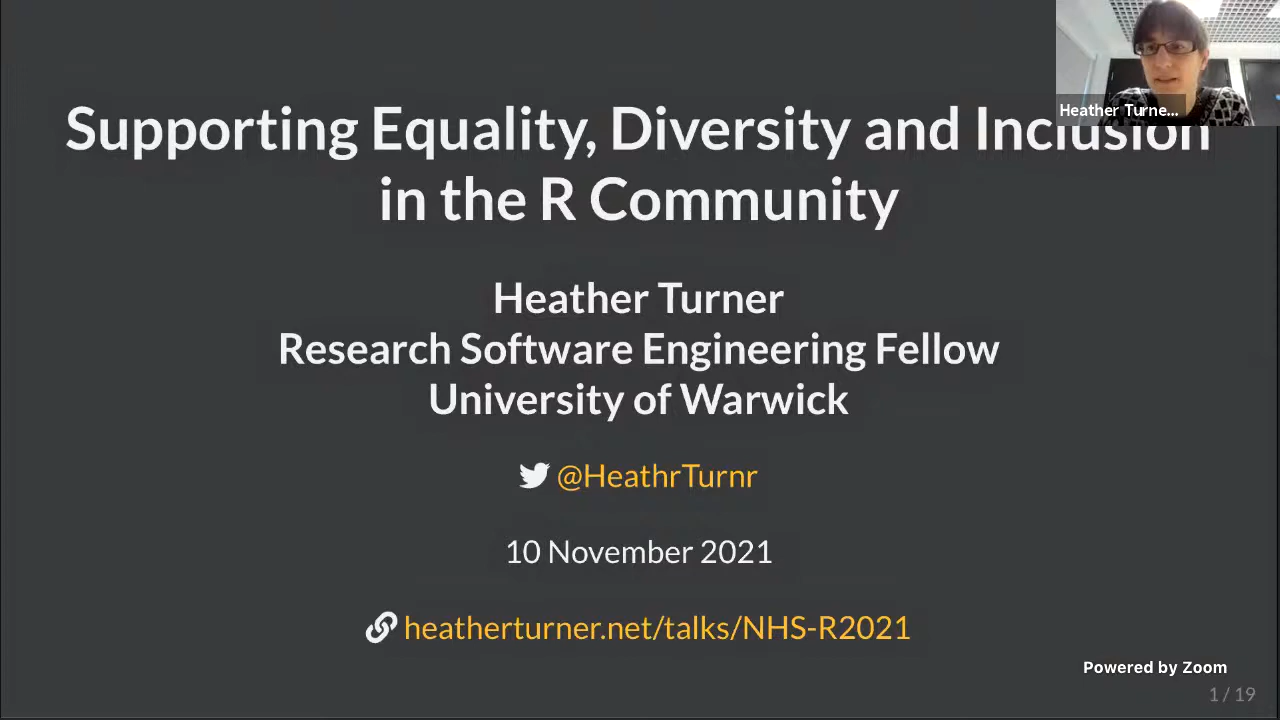 Heather Turne...
Supporting Equality, Diversity and Inclusion
in the R Community
Heather Turner
Research Software Engineering Fellow
University of Warwick
@HeathrTurnr
10 November 2021
heatherturner.net/talks/NHS-R2021
Powered by Zoom
1 / 19